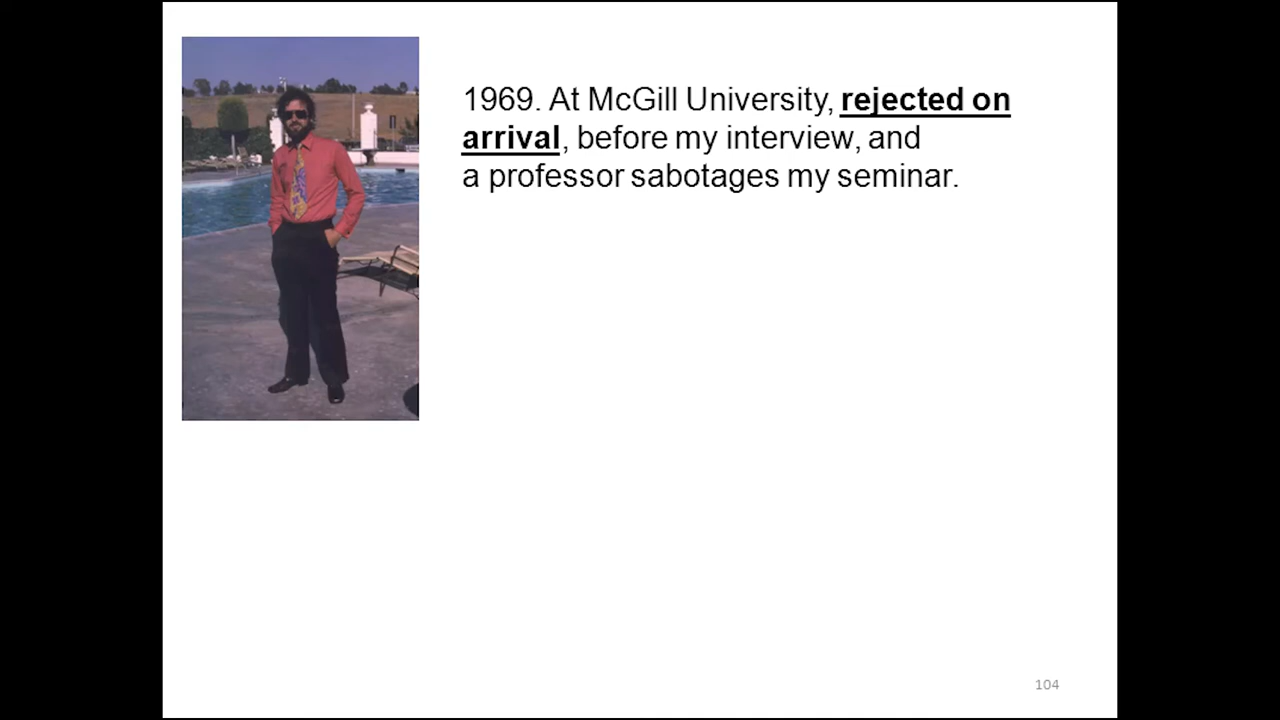 1969. At McGill University, rejected on
arrival, before my interview, and
a professor sabotages my seminar.
104